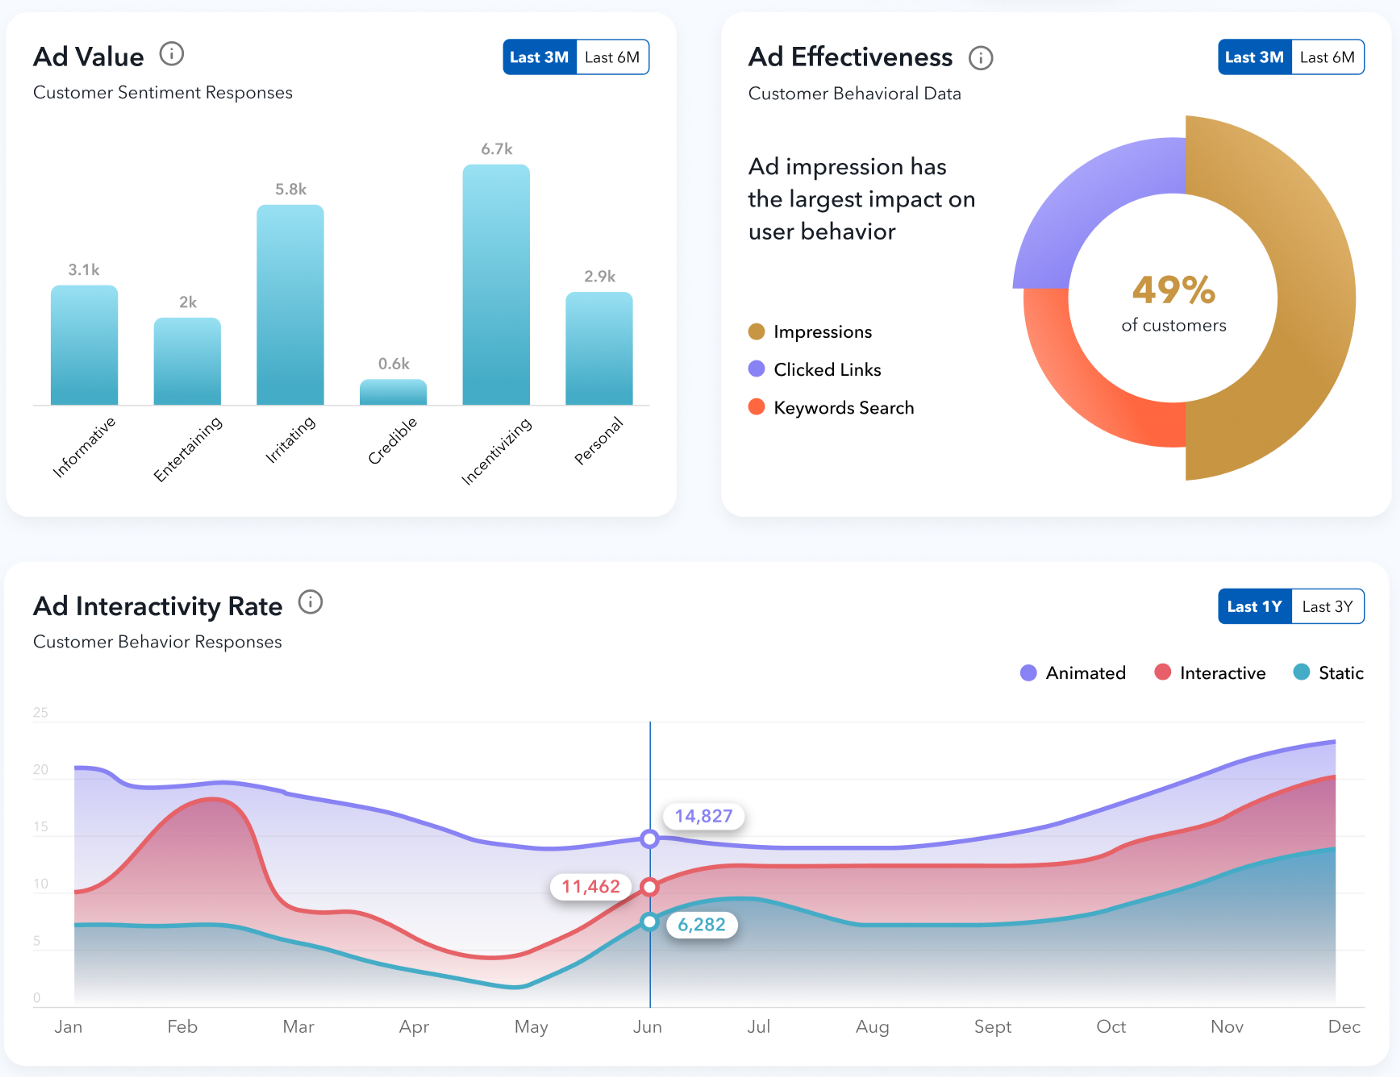 Ad Value
Last 3M Last 6M
Customer Sentiment Responses
3.1k
2k
5.8k
0.6k
6.7k
2.9k
Informative
Entertaining
Irritating
Credible
Incentivizing
Personal
Ad Effectiveness
Last 3M Last 6M
Customer Behavioral Data
Ad impression has
the largest impact on
user behavior
Impressions
Clicked Links
Keywords Search
49%
of customers
Ad Interactivity Rate
Last 1Y Last 3Y
Customer Behavior Responses
Animated Interactive Static
25
20
15
10
5
0
14,827
11,462
6,282
Jan Feb Mar Apr May Jun Jul Aug Sept Oct Nov Dec